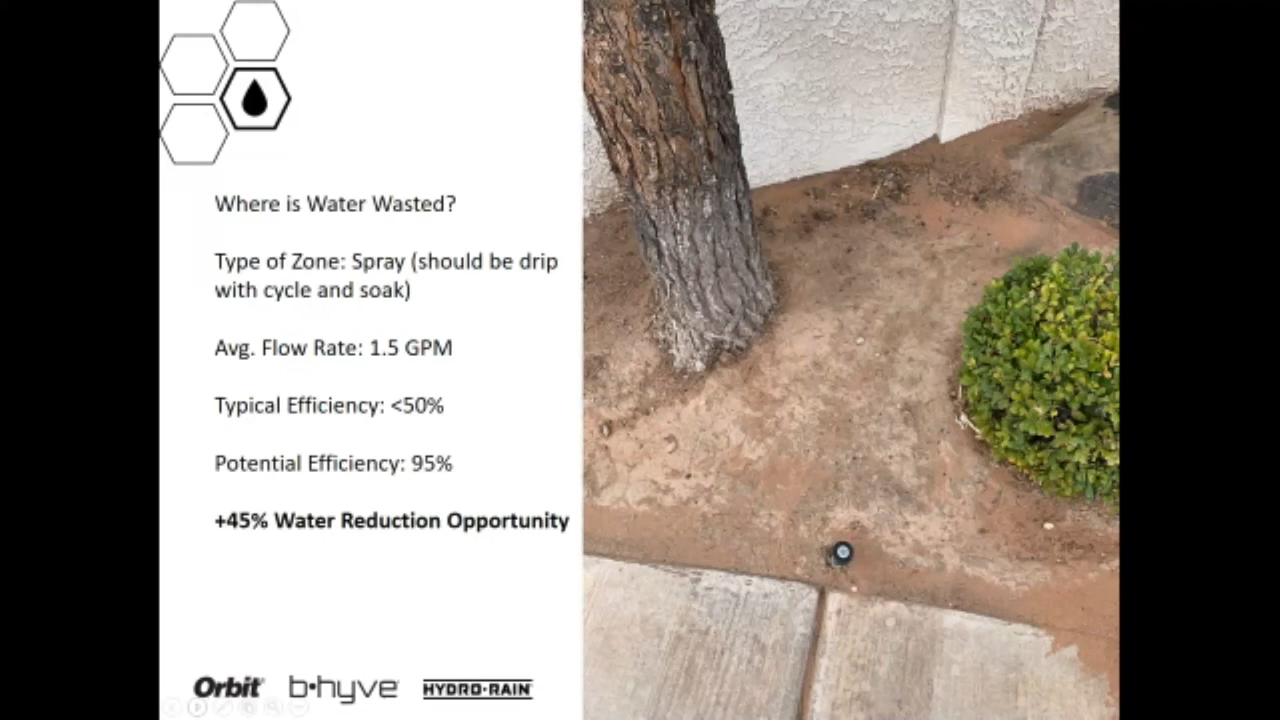 Where is Water Wasted?
Type of Zone: Spray (should be drip
with cycle and soak)
Avg. Flow Rate: 1.5 GPM
Typical Efficiency: <50%
Potential Efficiency: 95%
+45% Water Reduction Opportunity
Orbit b•hyve HYDRO•RAIN